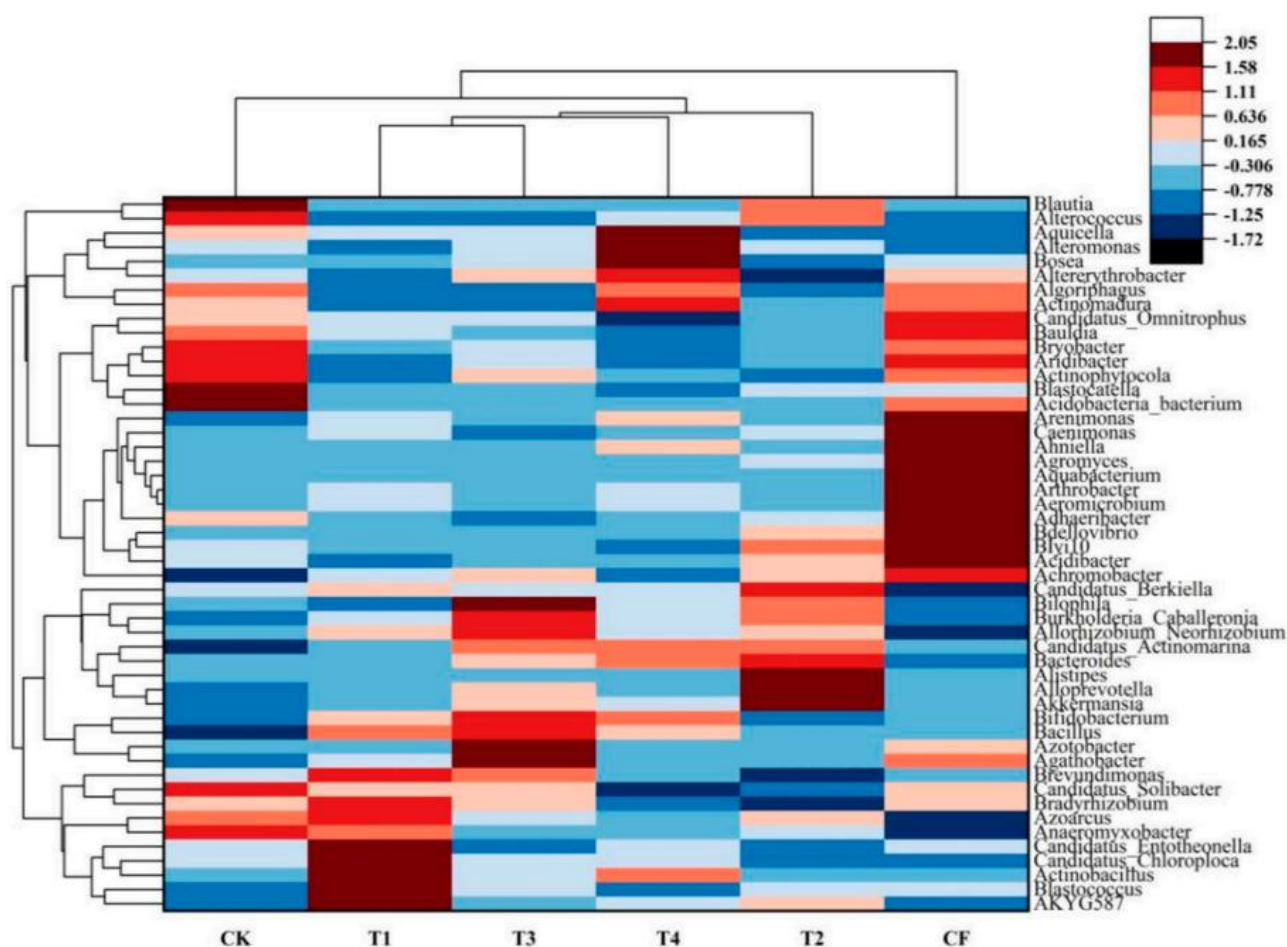 2.05
1.58
1.11
0.636
0.165
-0.306
-0.778
-1.25
-1.72
Blautia
Alterococcus
Aquicella
Alteromonas
Bosea
Altererythrobacter
Algoriphagus
Actinomadura
Candidatus_Omnitrophus
Bauldia
Bryobacter
Aridibacter
Actinophytocola
Blastocatella
Acidobacteria_bacterium
Arenimonas
Caenimonas
Ahniella
Agromyces
Aquabacterium
Arthrobacter
Aeromicrobium
Adhaeribacter
Bdellovibrio
Blyi10
Acidibacter
Achromobacter
Candidatus_Berkiella
Bilophila
Burkholderia_Caballeronia
Allorhizobium_Neorhizobium
Candidatus_Actinomarina
Bacteroides
Alistipes
Alloprevotella
Akkermansia
Bifidobacterium
Bacillus
Azotobacter
Agathobacter
Brevundimonas
Candidatus_Solibacter
Bradyrhizobium
Azoarcus
Anaeromyxobacter
Candidatus_Entotheonella
Candidatus_Chloroploca
Actinobacillus
Blastococcus
AKYG587
CK T1 T3 T4 T2 CF